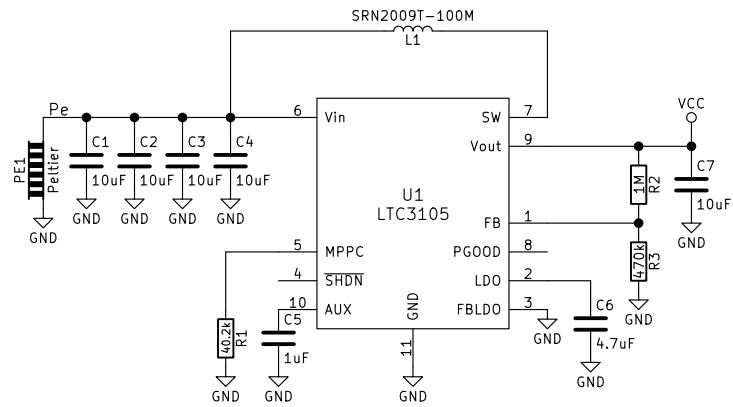 SRN2009T-100M
L1
Pe
6
Vin
SW
7
VCC
PE1
Peltier
C1
C2
C3
C4
10uF
10uF
10uF
10uF
GND
GND
GND
GND
GND
Vout
9
1M
R2
C7
10uF
GND
U1
LTC3105
FB
1
470k
R3
GND
5
MPPC
PGOOD
8
4
SHDN
LDO
2
10
AUX
FBLDO
3
GND
GND
11
C6
4.7uF
GND
40.2k
R1
C5
1uF
GND
GND
GND